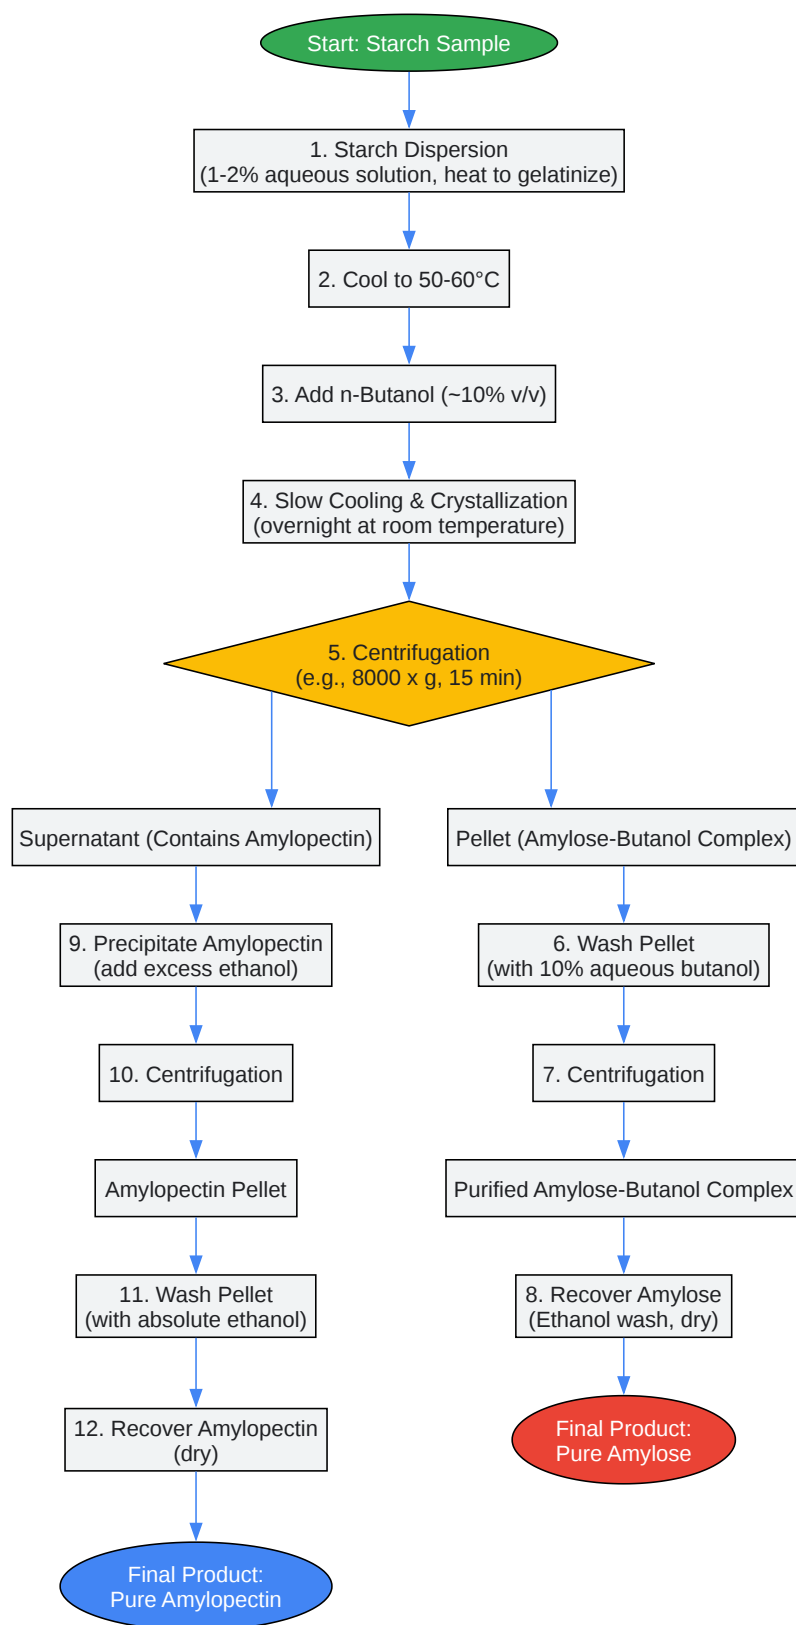 Start: Starch Sample
1. Starch Dispersion
(1-2% aqueous solution, heat to gelatinize)
2. Cool to 50-60°C
3. Add n-Butanol (~10% v/v)
4. Slow Cooling & Crystallization
(overnight at room temperature)
5. Centrifugation
(e.g., 8000 x g, 15 min)
Supernatant (Contains Amylopectin)
9. Precipitate Amylopectin
(add excess ethanol)
10. Centrifugation
Amylopectin Pellet
11. Wash Pellet
(with absolute ethanol)
12. Recover Amylopectin
(dry)
Final Product:
Pure Amylopectin
Pellet (Amylose-Butanol Complex)
6. Wash Pellet
(with 10% aqueous butanol)
7. Centrifugation
Purified Amylose-Butanol Complex
8. Recover Amylose
(Ethanol wash, dry)
Final Product:
Pure Amylose